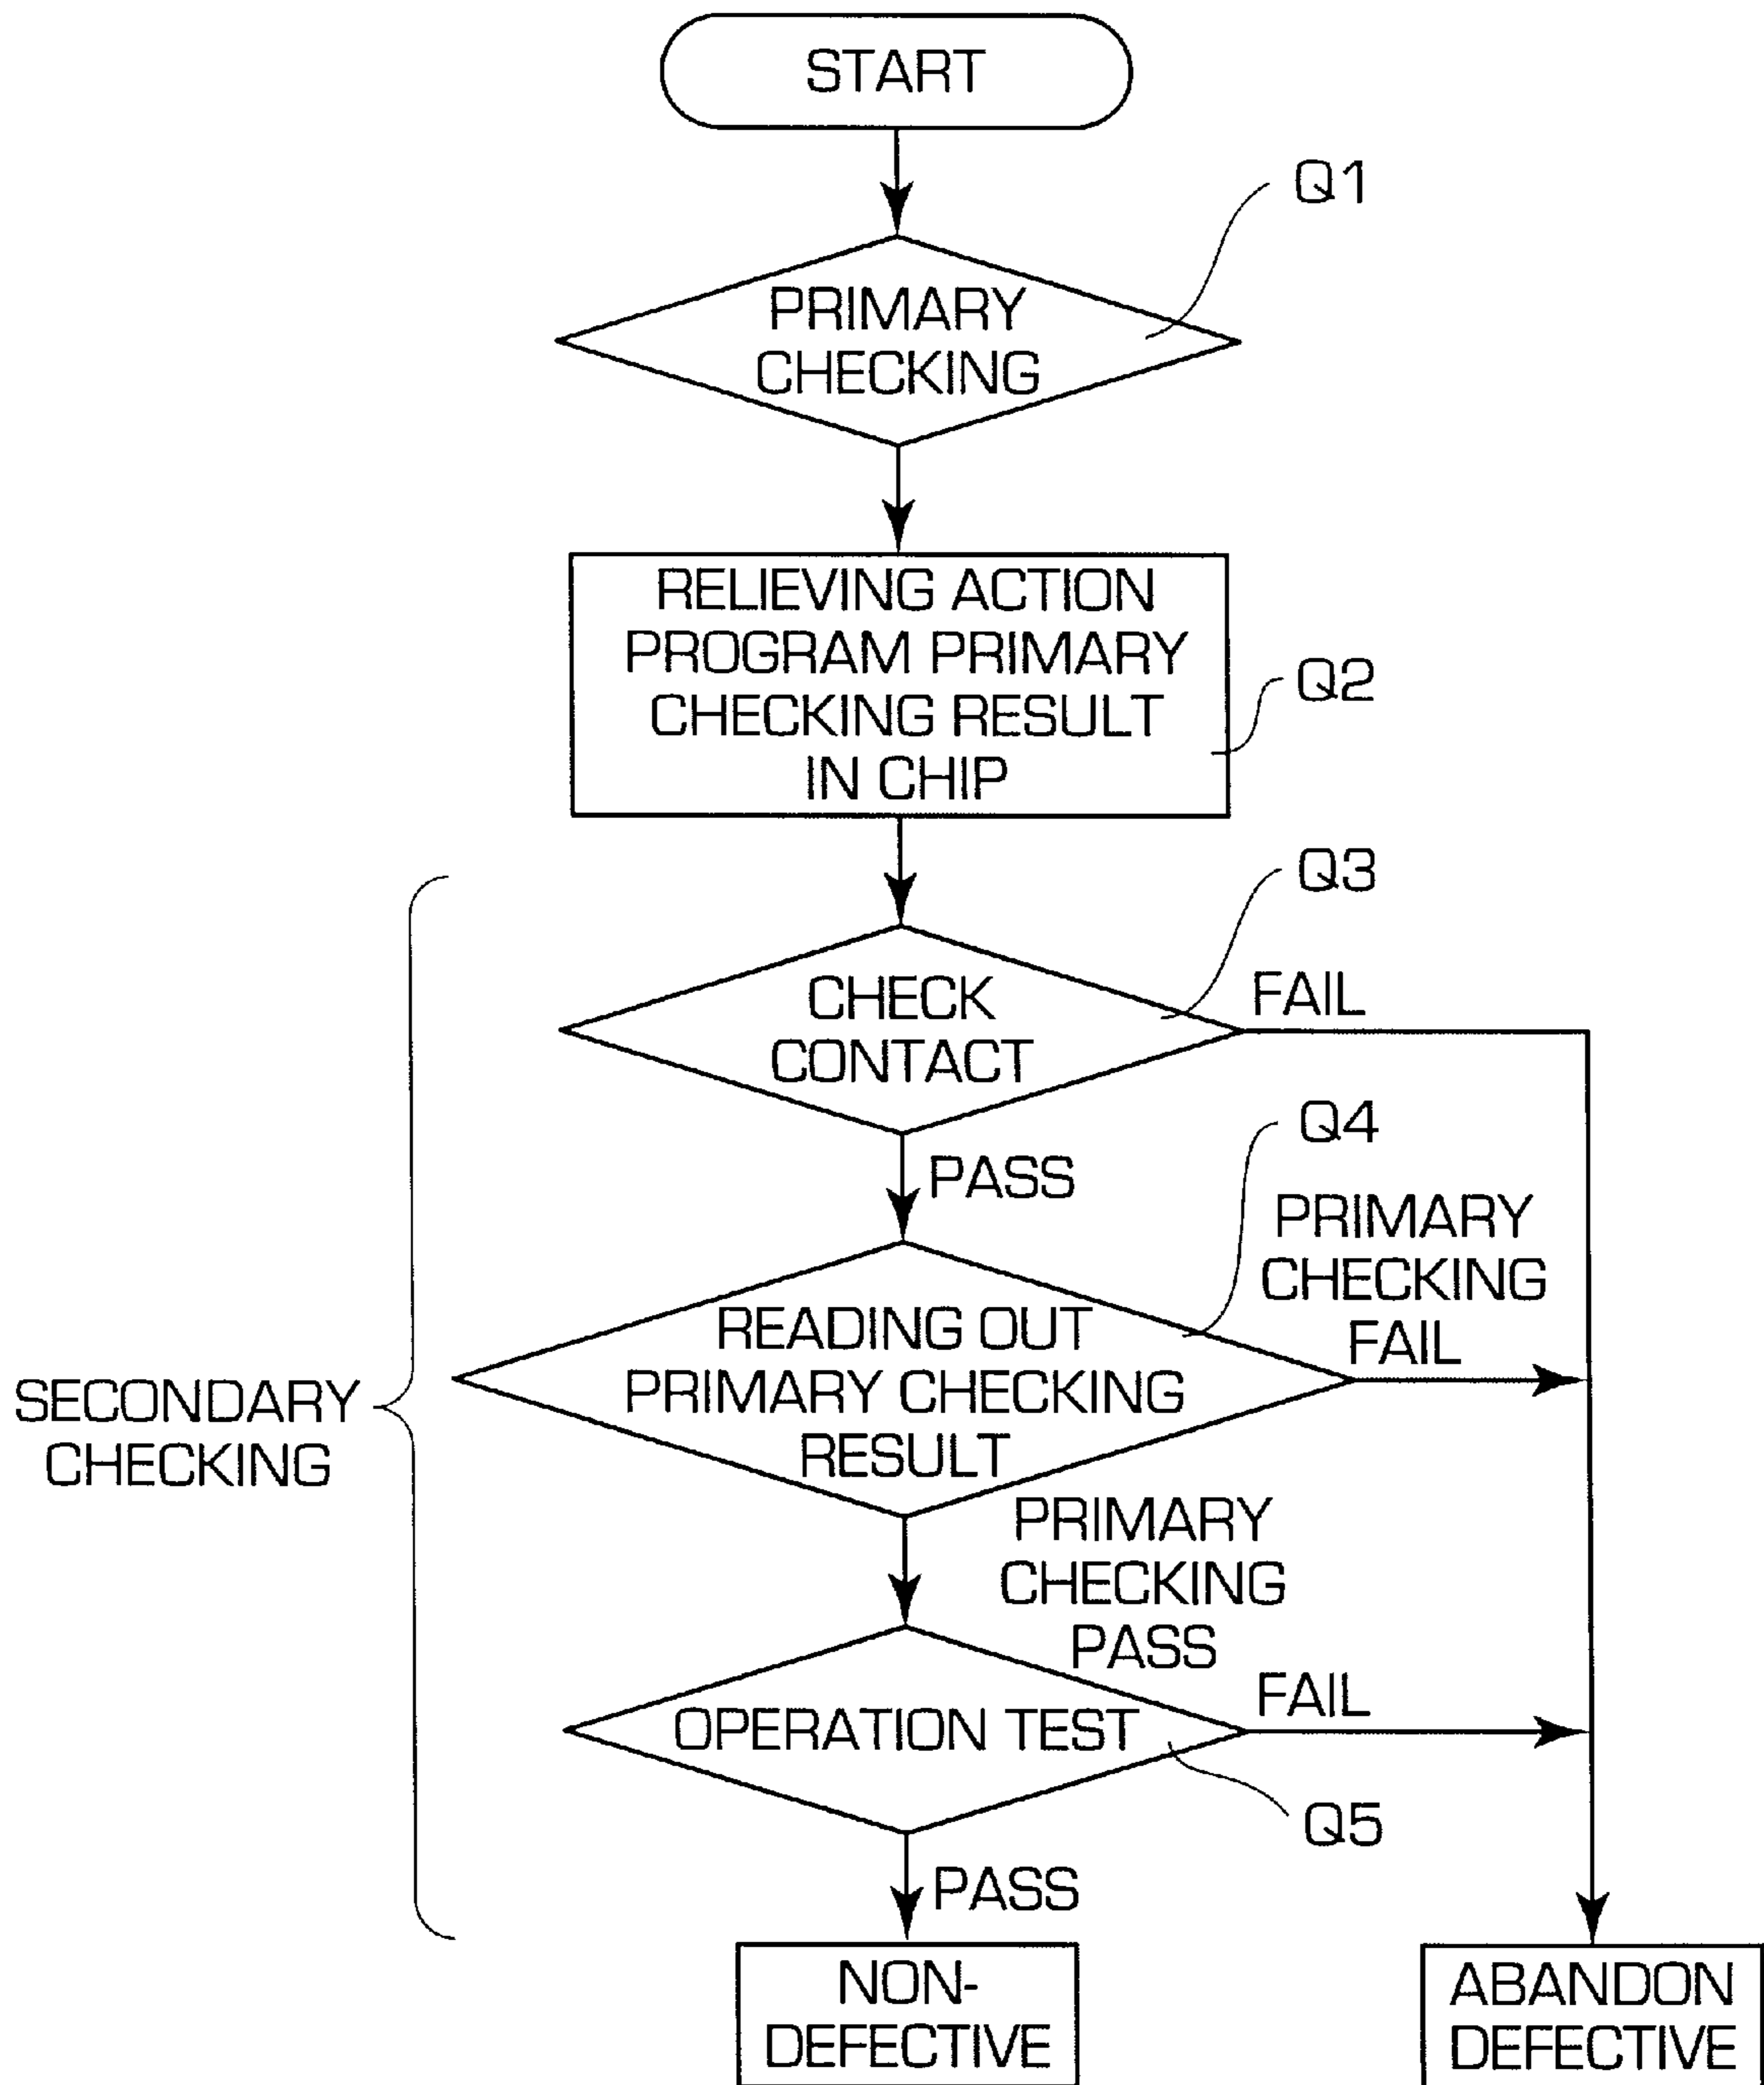 START
Q1
PRIMARY
CHECKING
RELIEVING ACTION
PROGRAM PRIMARY
CHECKING RESULT
IN CHIP
Q2
Q3
CHECK
CONTACT
FAIL
PASS
Q4
PRIMARY
CHECKING
FAIL
READING OUT
PRIMARY CHECKING
RESULT
SECONDARY
CHECKING
PRIMARY
CHECKING
PASS
OPERATION TEST
FAIL
Q5
PASS
NON-
DEFECTIVE
ABANDON
DEFECTIVE